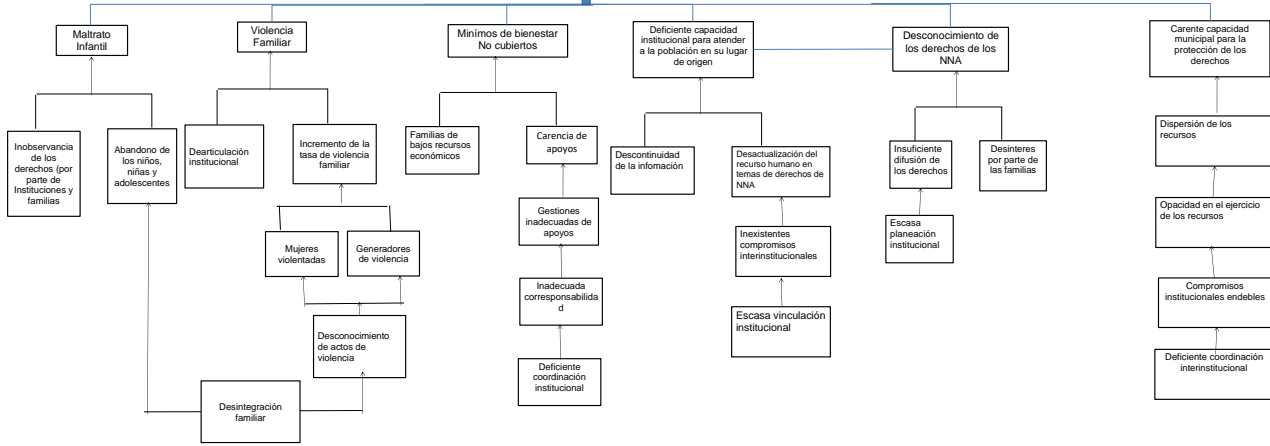 Maltrato
Infantil
Violencia
Familiar
Minímos de bienestar
No cubiertos
Deficiente capacidad
institucional para atender
a la población en su lugar
de origen
Desconocimiento
de los derechos de los
NNA
Carente capacidad
municipal para la
protección de los
derechos
Inobservancia
de los
derechos (por
parte de
Instituciones y
familias
Abandono de
los niños,
niñas y
adolescentes
Dearticulación
institucional
Incremento de la
tasa de violencia
familiar
Familias de
bajos recursos
económicos
Carencia de
apoyos
Descontinuidad
de la infomación
Desactualización del
recurso humano en
temas de derechos de
NNA
Insuficiente
difusión de
los derechos
Desinteres
por parte de
las familias
Dispersión de los
recursos
Mujeres
violentadas
Generadores
de violencia
Gestiones
inadecuadas de
apoyos
Inexistentes
compromisos
interinstitucionales
Escasa
planeación
institucional
Opacidad en el ejercicio
de los recursos
Desconocimiento
de actos de
violencia
Inadecuada
corresponsabilida
d
Escasa vinculación
institucional
Compromisos
institucionales endebles
Desintegración
familiar
Deficiente
coordinación
institucional
Deficiente coordinación
interinstitucional